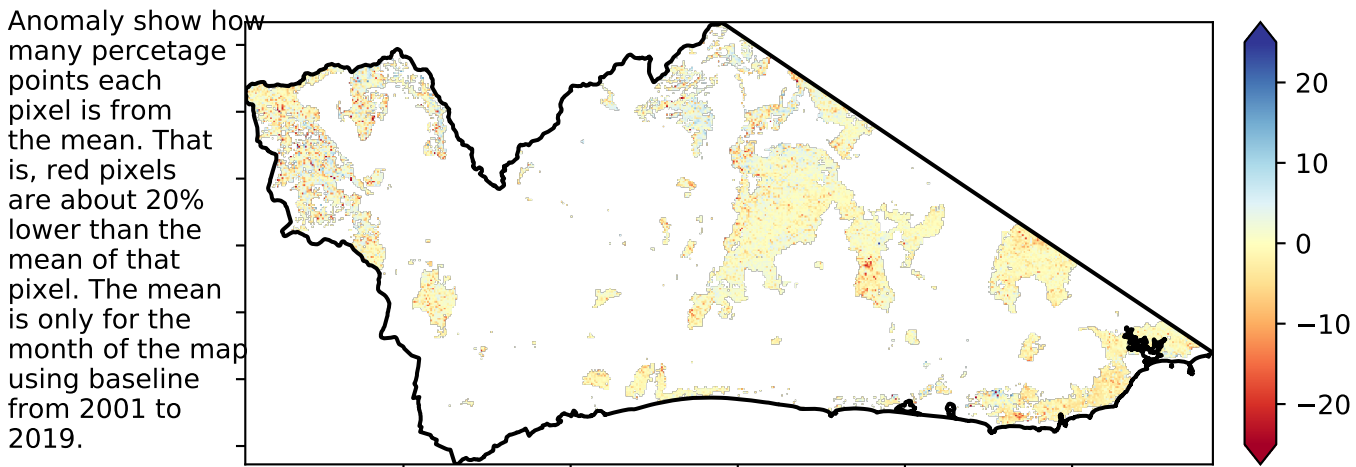 Anomaly show how
many percetage
points each
pixel is from
the mean. That
is, red pixels
are about 20%
lower than the
mean of that
pixel. The mean
is only for the
month of the map
using baseline
from 2001 to
2019.
20
10
0
−10
−20